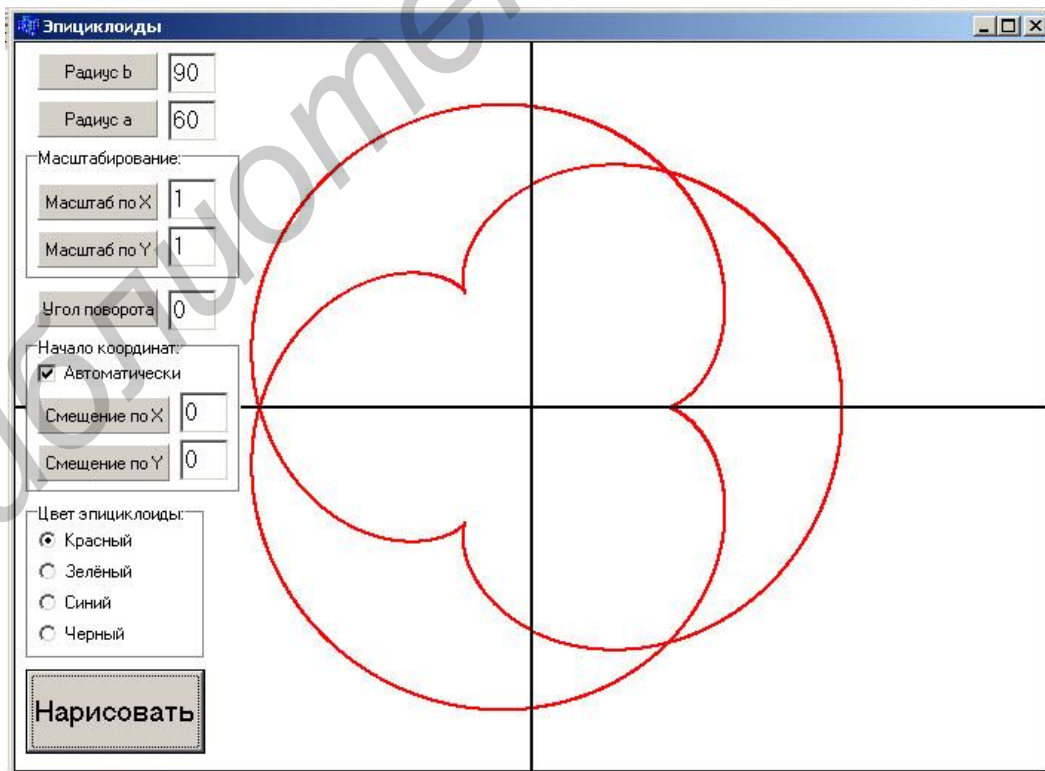 Эпициклоиды
Радиус b 90
Радиус a 60
Масштабирование:
Масштаб по X 1
Масштаб по Y 1
Угол поворота 0
Начало координат:
Автоматически
Смещение по X 0
Смещение по Y 0
Цвет эпициклоиды:
Красный
Зелёный
Синий
Черный
Нарисовать